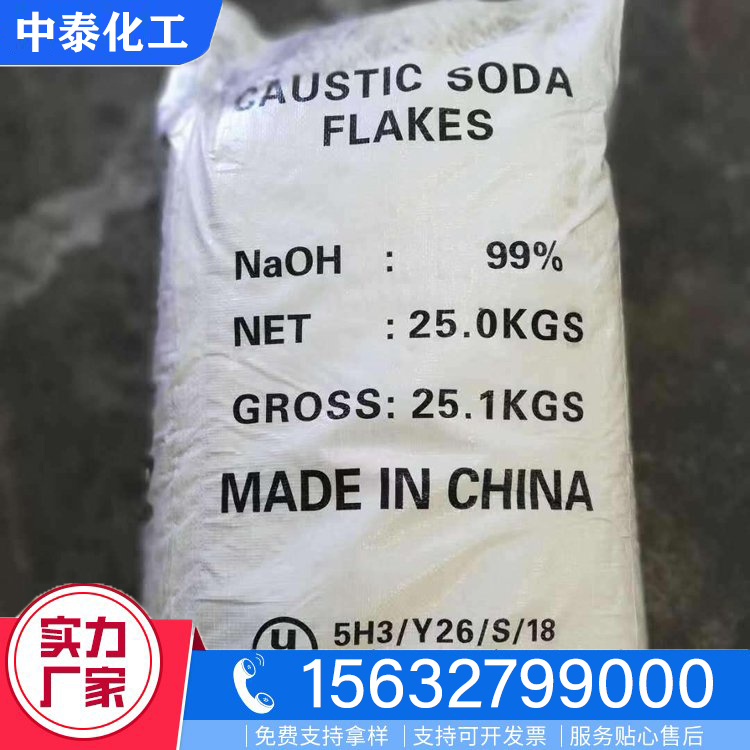 中泰化工
CAUSTIC SODA
FLAKES
NaOH : 99%
NET : 25.0KGS
GROSS: 25.1KGS
MADE IN CHINA
5H3/Y26/S/18
实力
厂家
15632799000
免费支持拿样 支持可开发票 服务贴心售后